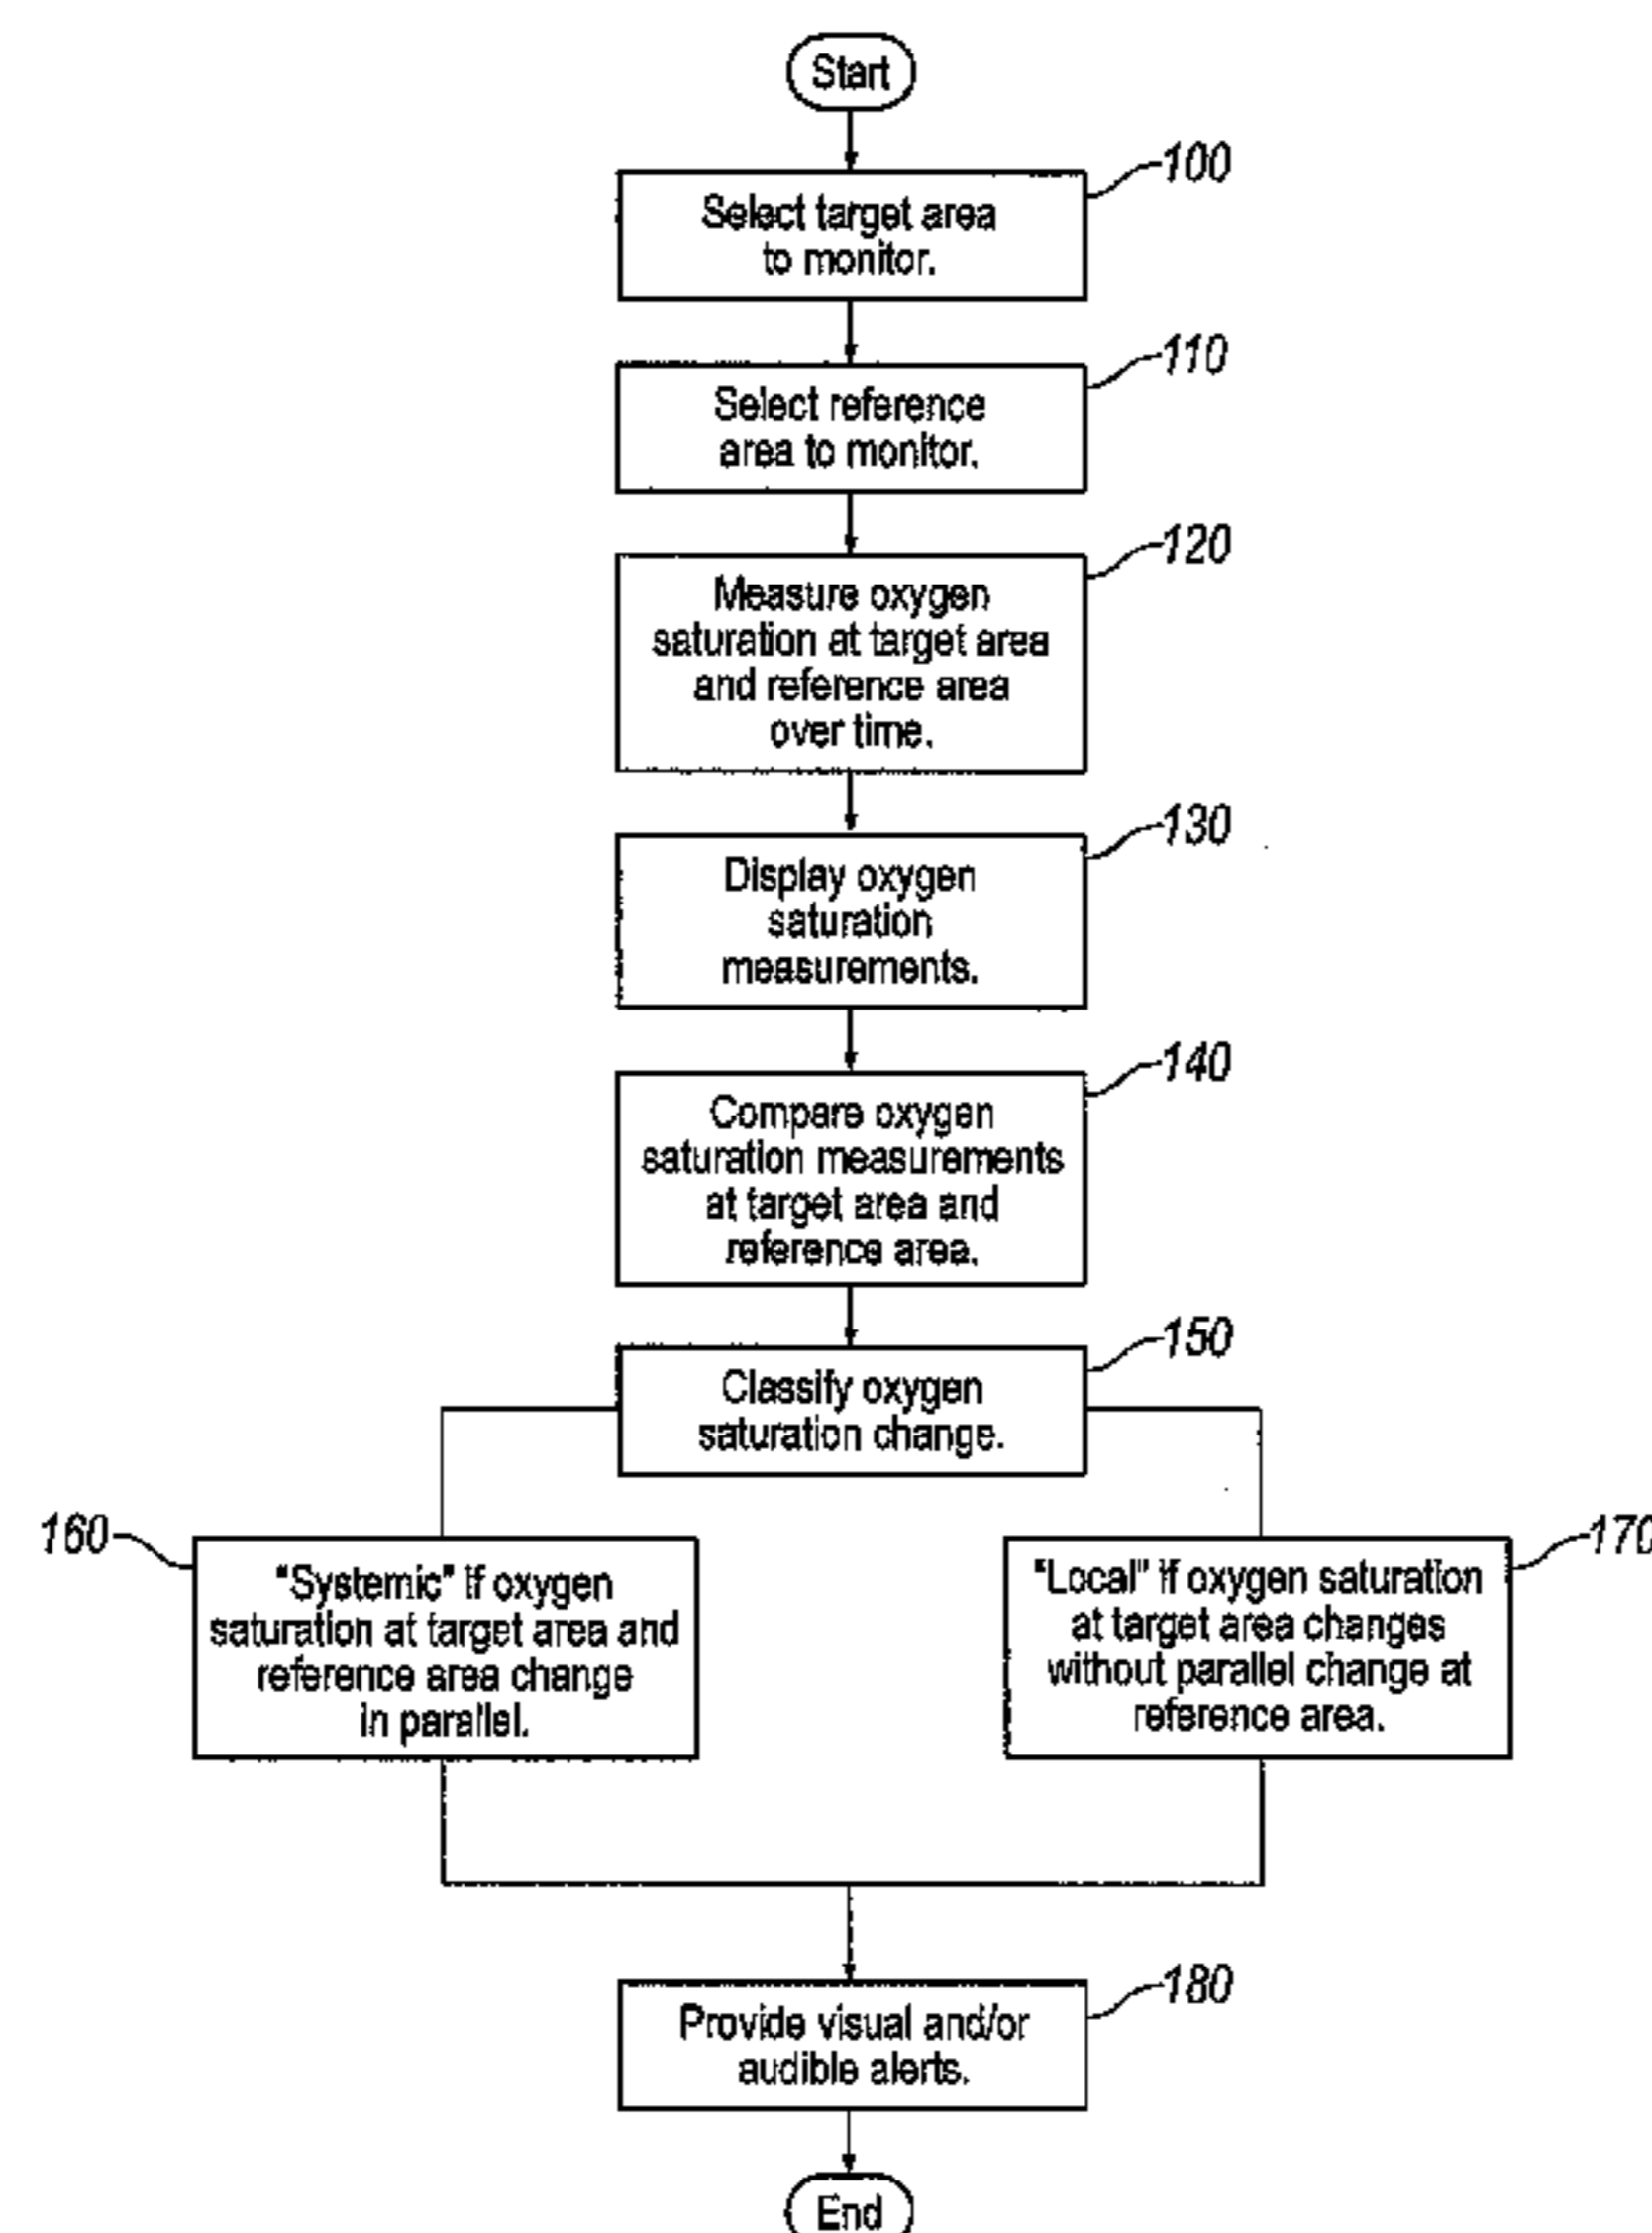 Start
100
Select target area
to monitor.
110
Select reference
area to monitor.
120
Measure oxygen
saturation at target area
and reference area
over time.
130
Display oxygen
saturation
measurements.
140
Compare oxygen
saturation measurements
at target area and
reference area.
150
Classify oxygen
saturation change.
160
"Systemic" if oxygen
saturation at target area and
reference area change
in parallel.
170
"Local" if oxygen saturation
at target area changes
without parallel change at
reference area.
180
Provide visual and/or
audible alerts.
End